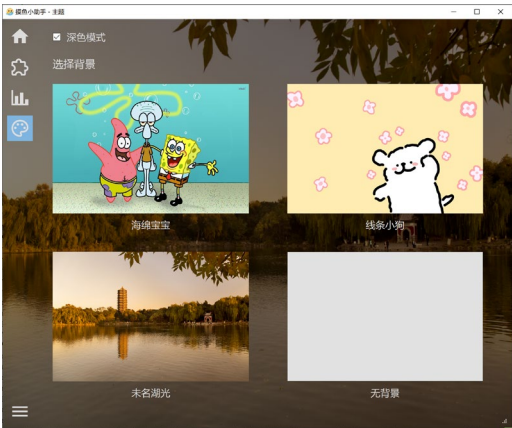 摸鱼小助手 - 主题
深色模式
选择背景
海绵宝宝
线条小狗
未名湖光
无背景